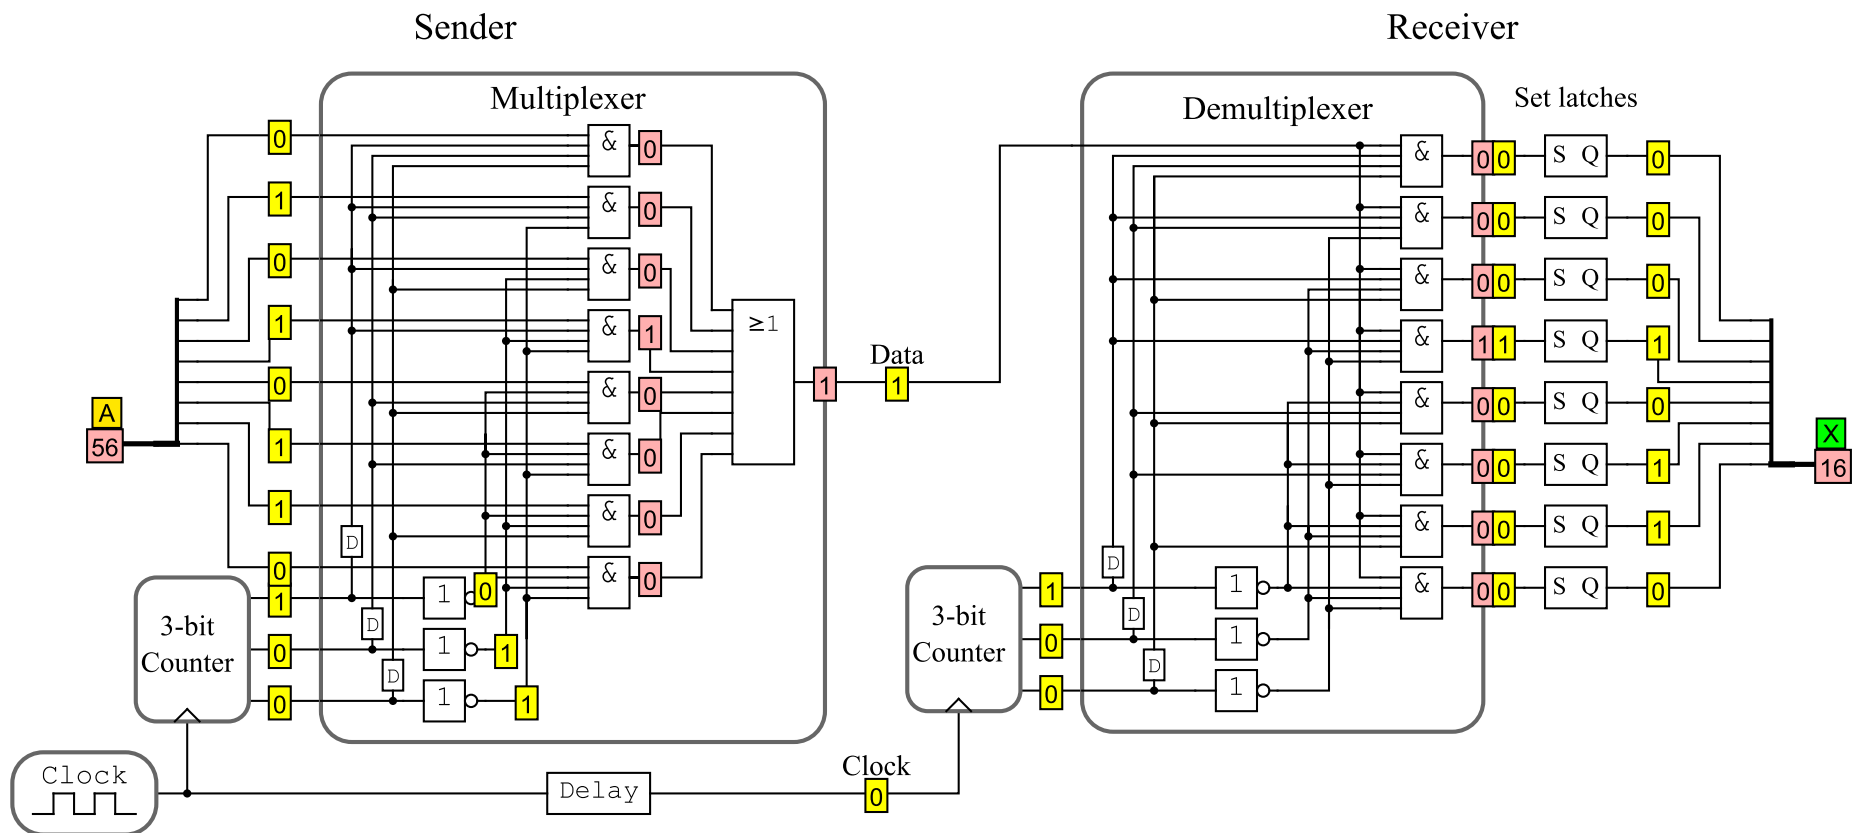 Sender
Receiver
Multiplexer
Demultiplexer
Set latches
0 & 0 & 0 0 S Q 0
1 & 0 & 0 0 S Q 0
0 & 0 & 0 0 S Q 0
1 & 1 ≥1 & 1 1 S Q 1
Data
0 & 0 1 1 & 0 0 S Q 0
A
56
1 & 0 & 0 0 S Q 1
X
16
1 & 0 & 0 0 S Q 1
D
D
0 & 0 & 0 0 S Q 0
1 1 0 1 1
D D
3-bit
Counter
3-bit
Counter
0 1 1 0 1
D D
0 1 1 0 1
Clock
Delay
Clock
0